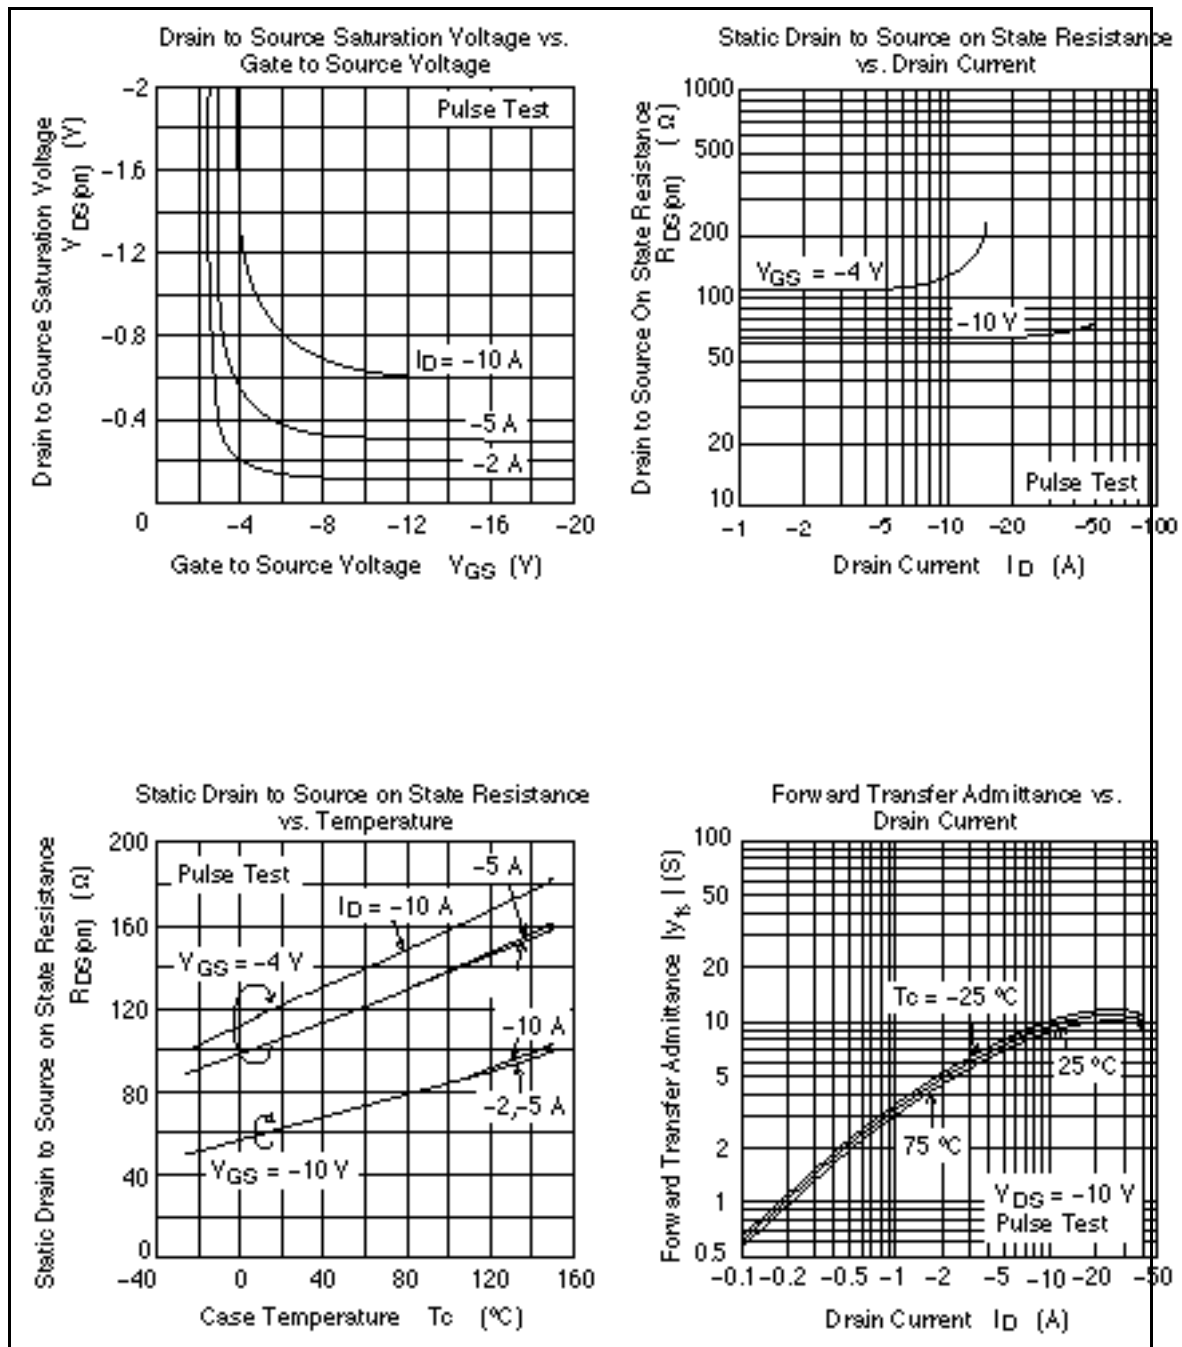 Drain to Source Saturation Voltage vs.
Gate to Source Voltage
Drain to Source Saturation Voltage
V DS(on) (V)
-2
-1.6
-1.2
-0.8
-0.4
0
Pulse Test
ID = -10 A
-5 A
-2 A
-4 -8 -12 -16 -20
Gate to Source Voltage VGS (V)
Static Drain to Source on State Resistance
vs. Drain Current
Drain to Source On State Resistance
R DS(on) (Ω)
1000
500
200
100
50
20
10
VGS = -4 V
-10 V
Pulse Test
-1 -2 -5 -10 -20 -50 -100
Drain Current I D (A)
Static Drain to Source on State Resistance
vs. Temperature
Static Drain to Source on State Resistance
R DS(on) (Ω)
200
160
120
80
40
0
Pulse Test
-5 A
ID = -10 A
VGS = -4 V
-10 A
-2,-5 A
VGS = -10 V
-40 0 40 80 120 160
Case Temperature Tc (°C)
Forward Transfer Admittance vs.
Drain Current
Forward Transfer Admittance |yfs| (S)
100
50
20
10
5
2
1
0.5
Tc = -25 °C
25 °C
75 °C
VDS = -10 V
Pulse Test
-0.1 -0.2 -0.5 -1 -2 -5 -10 -20 -50
Drain Current ID (A)